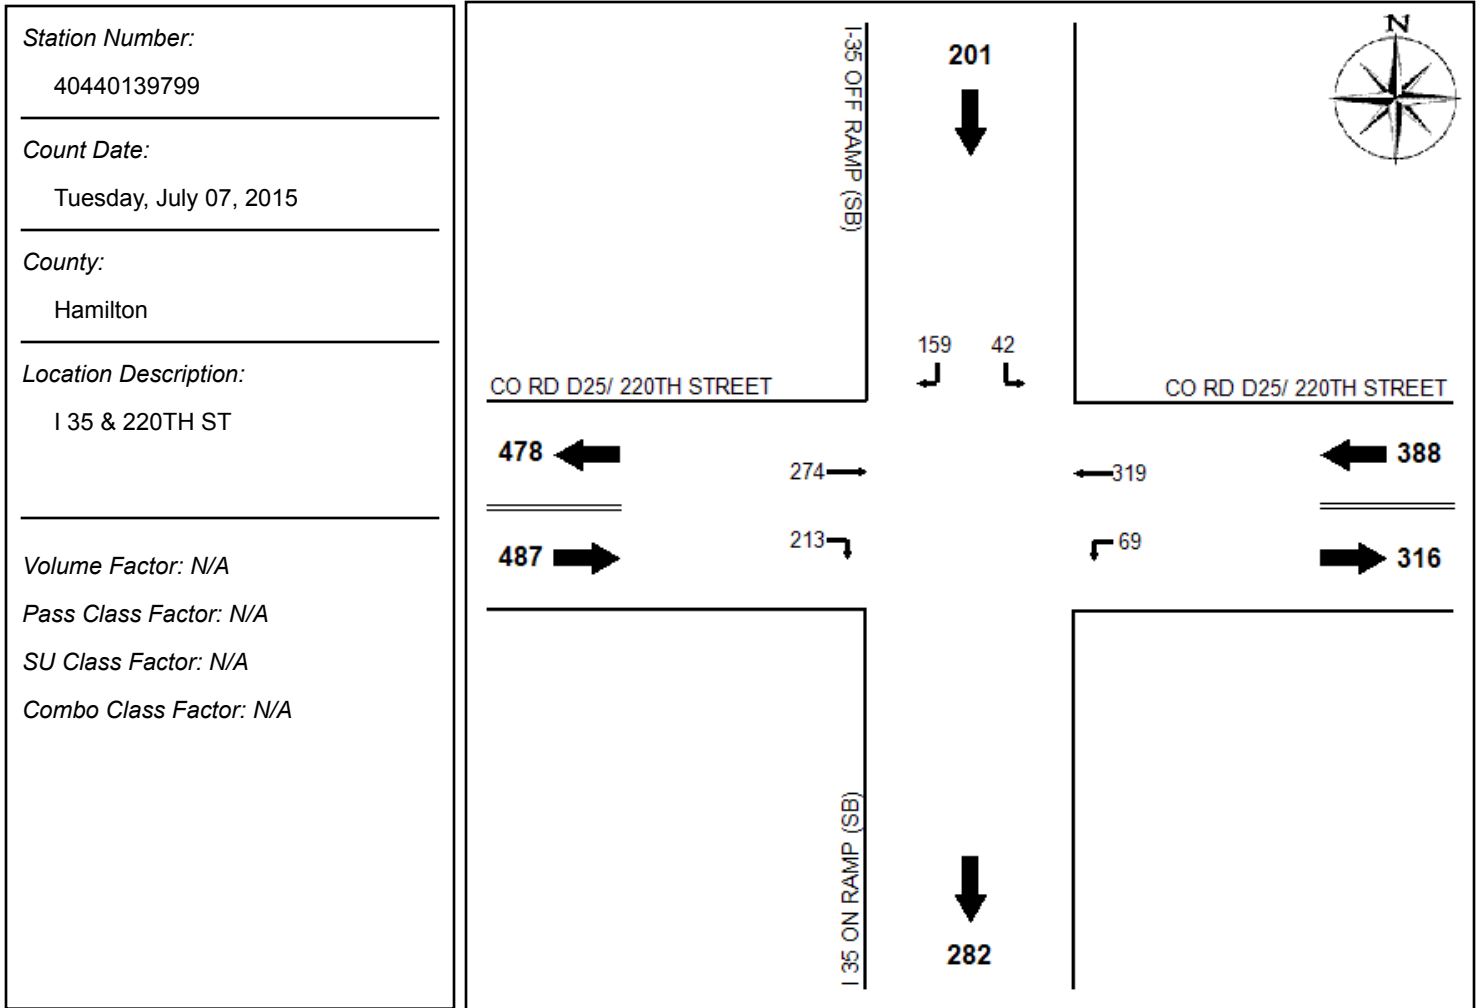 Station Number:
40440139799
Count Date:
Tuesday, July 07, 2015
County:
Hamilton
Location Description:
I 35 & 220TH ST
Volume Factor: N/A
Pass Class Factor: N/A
SU Class Factor: N/A
Combo Class Factor: N/A
N
I-35 OFF RAMP (SB)
201
159 42
CO RD D25/ 220TH STREET
CO RD D25/ 220TH STREET
478
274
319
388
487
213
69
316
I 35 ON RAMP (SB)
282